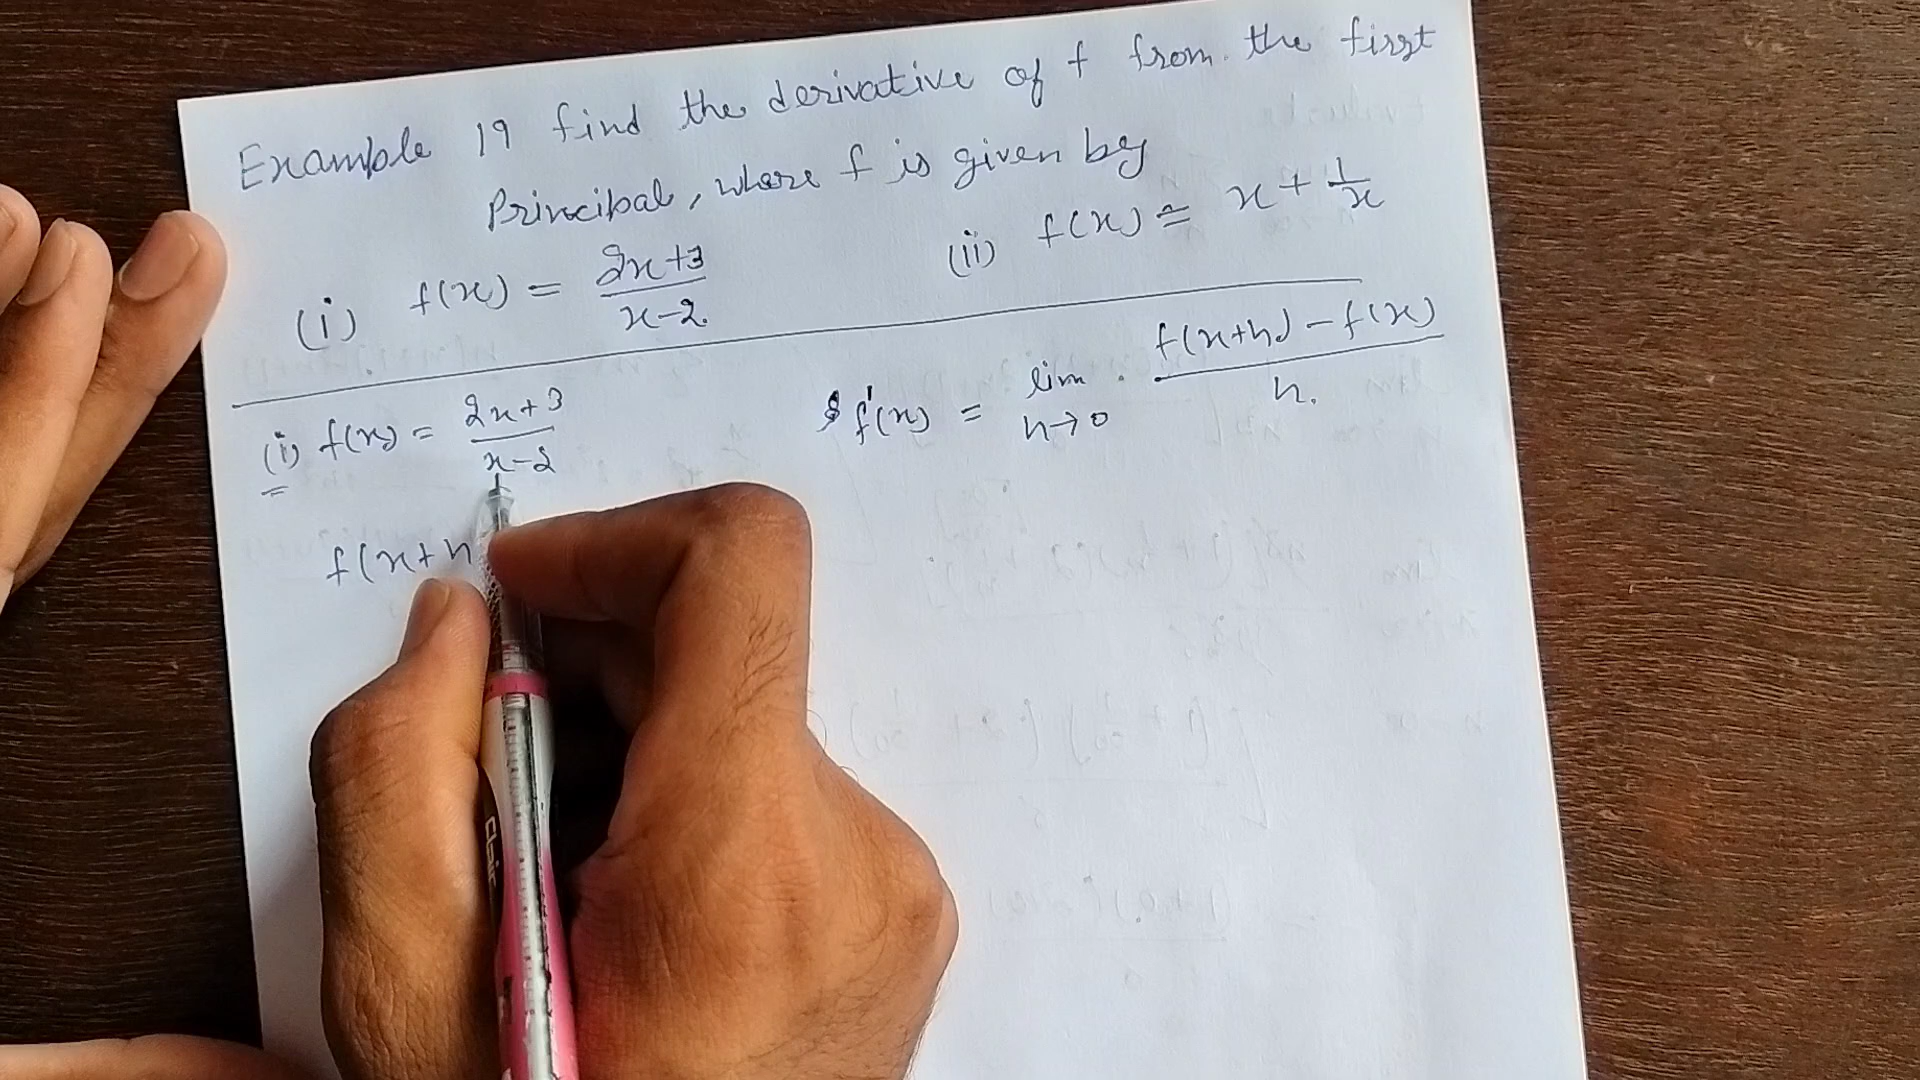 Example 19 find the derivative of f from the first
Principal, where f is given by
(i) f(x) = 2x+3/x-2. (ii) f(x) = x + 1/x
(i) f(x) = 2x+3/x-2 f'(x) = lim h→0 f(x+h) - f(x)/h.
f(x+h